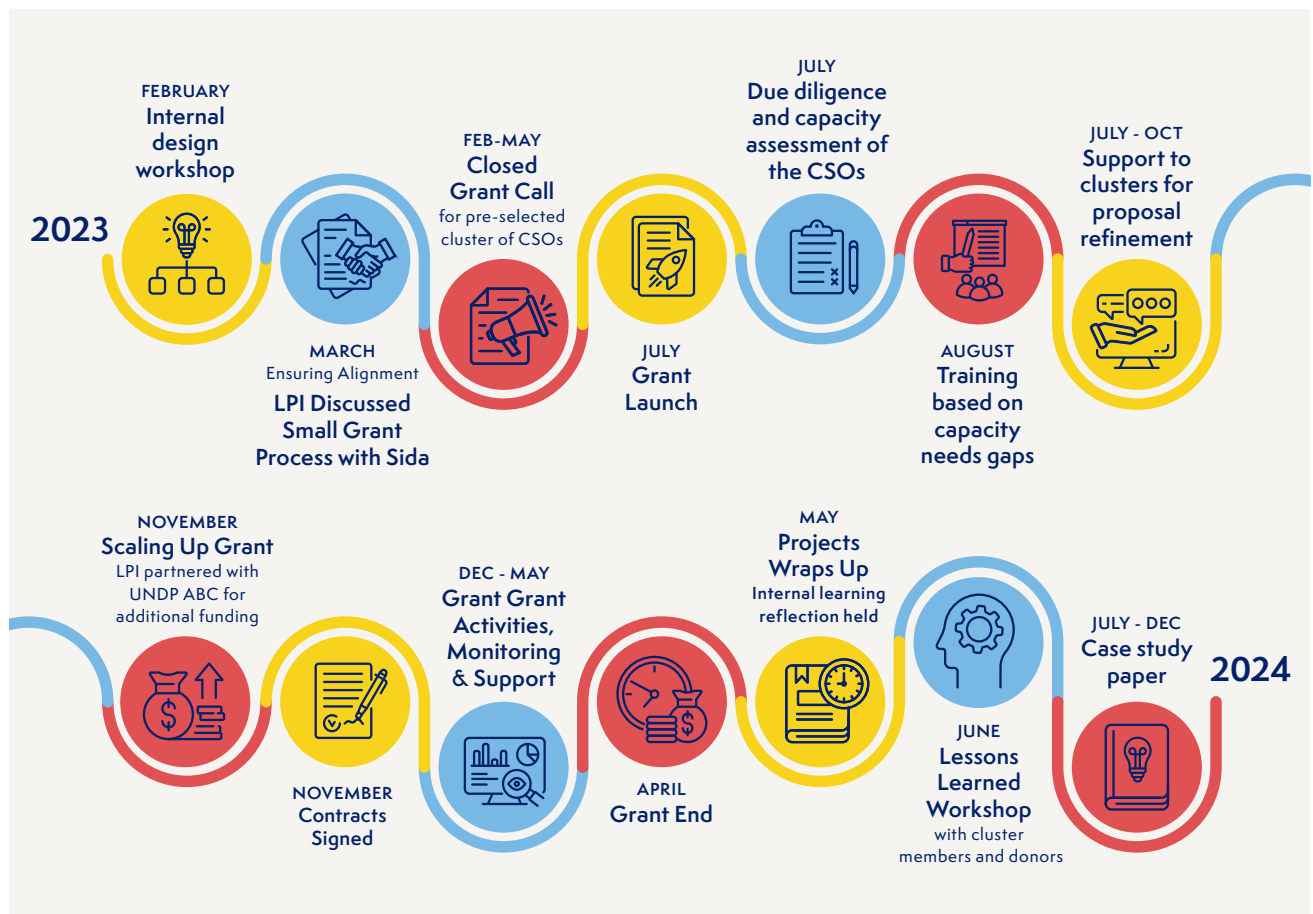 2023
FEBRUARY
Internal
design
workshop
MARCH
Ensuring Alignment
LPI Discussed
Small Grant
Process with Sida
FEB-MAY
Closed
Grant Call
for pre-selected
cluster of CSOs
JULY
Grant
Launch
JULY
Due diligence
and capacity
assessment of
the CSOs
AUGUST
Training
based on
capacity
needs gaps
JULY - OCT
Support to
clusters for
proposal
refinement
NOVEMBER
Scaling Up Grant
LPI partnered with
UNDP ABC for
additional funding
$
NOVEMBER
Contracts
Signed
DEC - MAY
Grant Grant
Activities,
Monitoring
& Support
APRIL
Grant End
$
MAY
Projects
Wraps Up
Internal learning
reflection held
JUNE
Lessons
Learned
Workshop
with cluster
members and donors
JULY - DEC
Case study
paper
2024